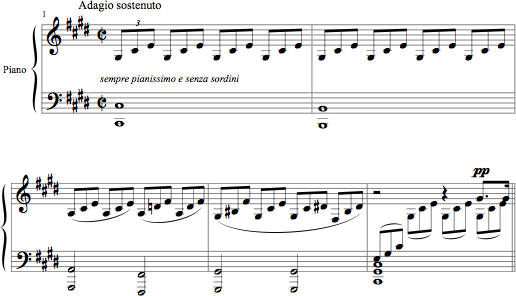 Adagio sostenuto
1
3
Piano
sempre pianissimo e senza sordini
pp